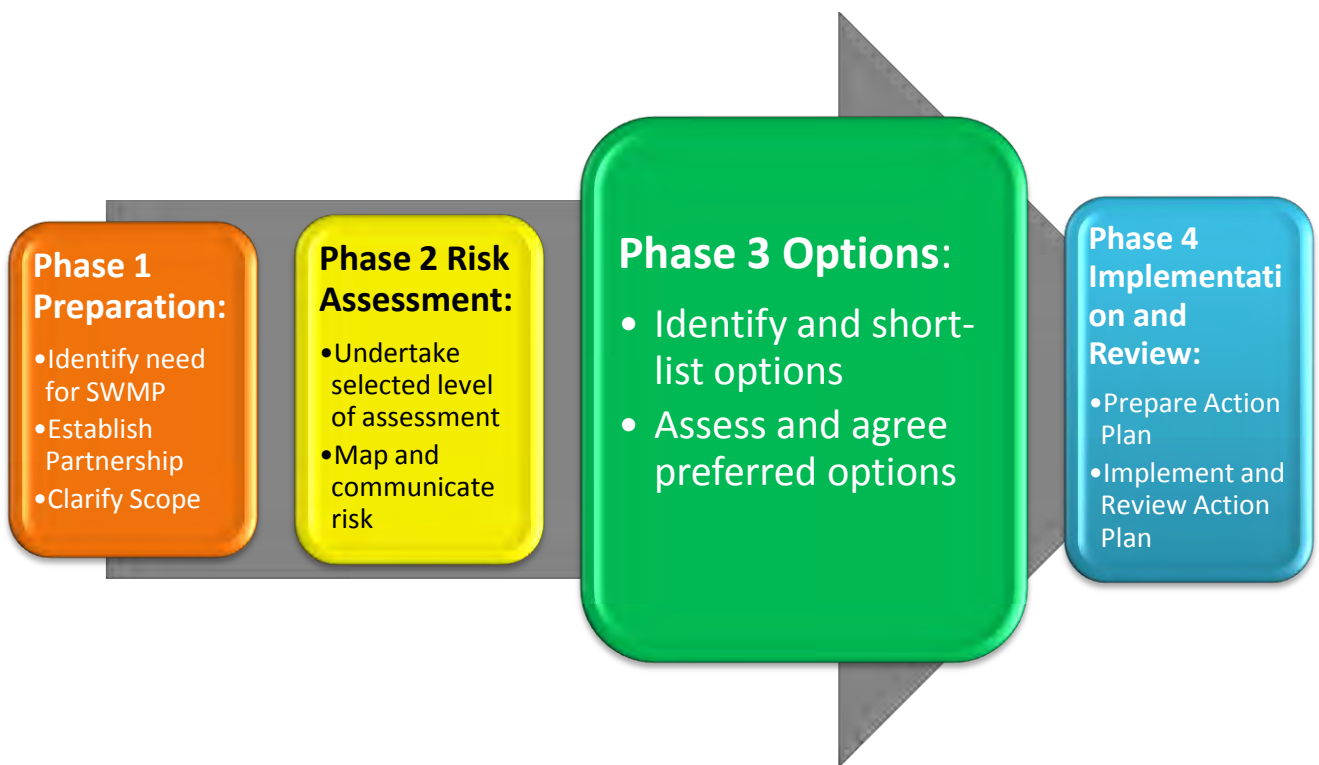 Phase 1
Preparation:
•Identify need
for SWMP
•Establish
Partnership
•Clarify Scope
Phase 2 Risk
Assessment:
•Undertake
selected level
of assessment
•Map and
communicate
risk
Phase 3 Options:
• Identify and short-
list options
• Assess and agree
preferred options
Phase 4
Implementati
on and
Review:
•Prepare Action
Plan
•Implement and
Review Action
Plan